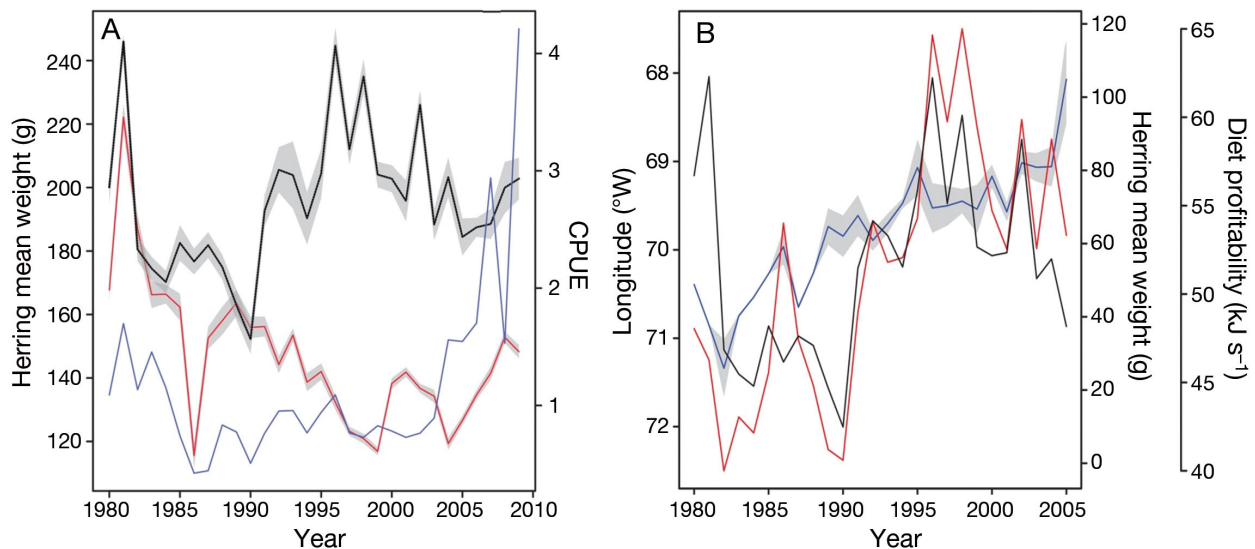 A
240
220
200
180
160
140
120
Herring mean weight (g)
4
3
2
1
CPUE
1980 1985 1990 1995 2000 2005 2010
Year
B
68
69
70
71
72
Longitude (°W)
120
100
80
60
40
20
0
Herring mean weight (g)
65
60
55
50
45
40
Diet profitability (kJ s–1)
1980 1985 1990 1995 2000 2005
Year